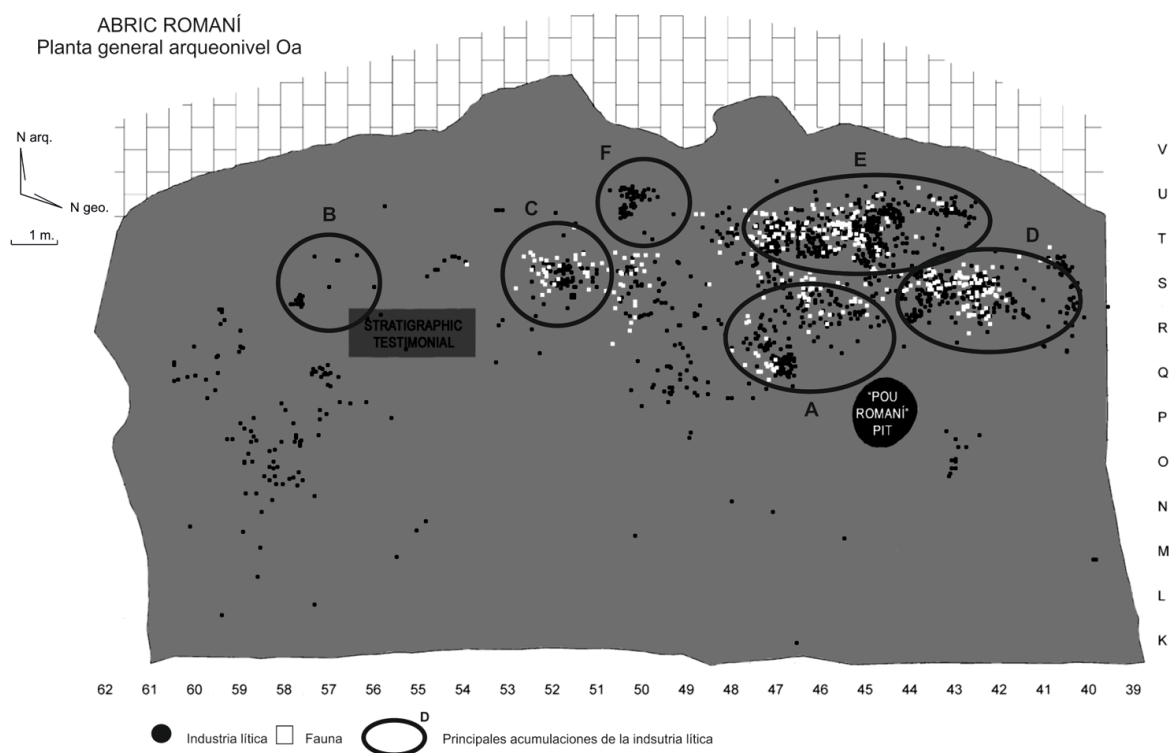 ABRIC ROMANÍ
Planta general arqueonivel Oa
N arq.
N geo.
1 m.
V
U
T
S
R
Q
P
O
N
M
L
K
F
E
B
C
D
STRATIGRAPHIC
TESTIMONIAL
A
"POU
ROMANÍ"
PIT
62 61 60 59 58 57 56 55 54 53 52 51 50 49 48 47 46 45 44 43 42 41 40 39
D
Industria lítica Fauna Principales acumulaciones de la indsutria lítica